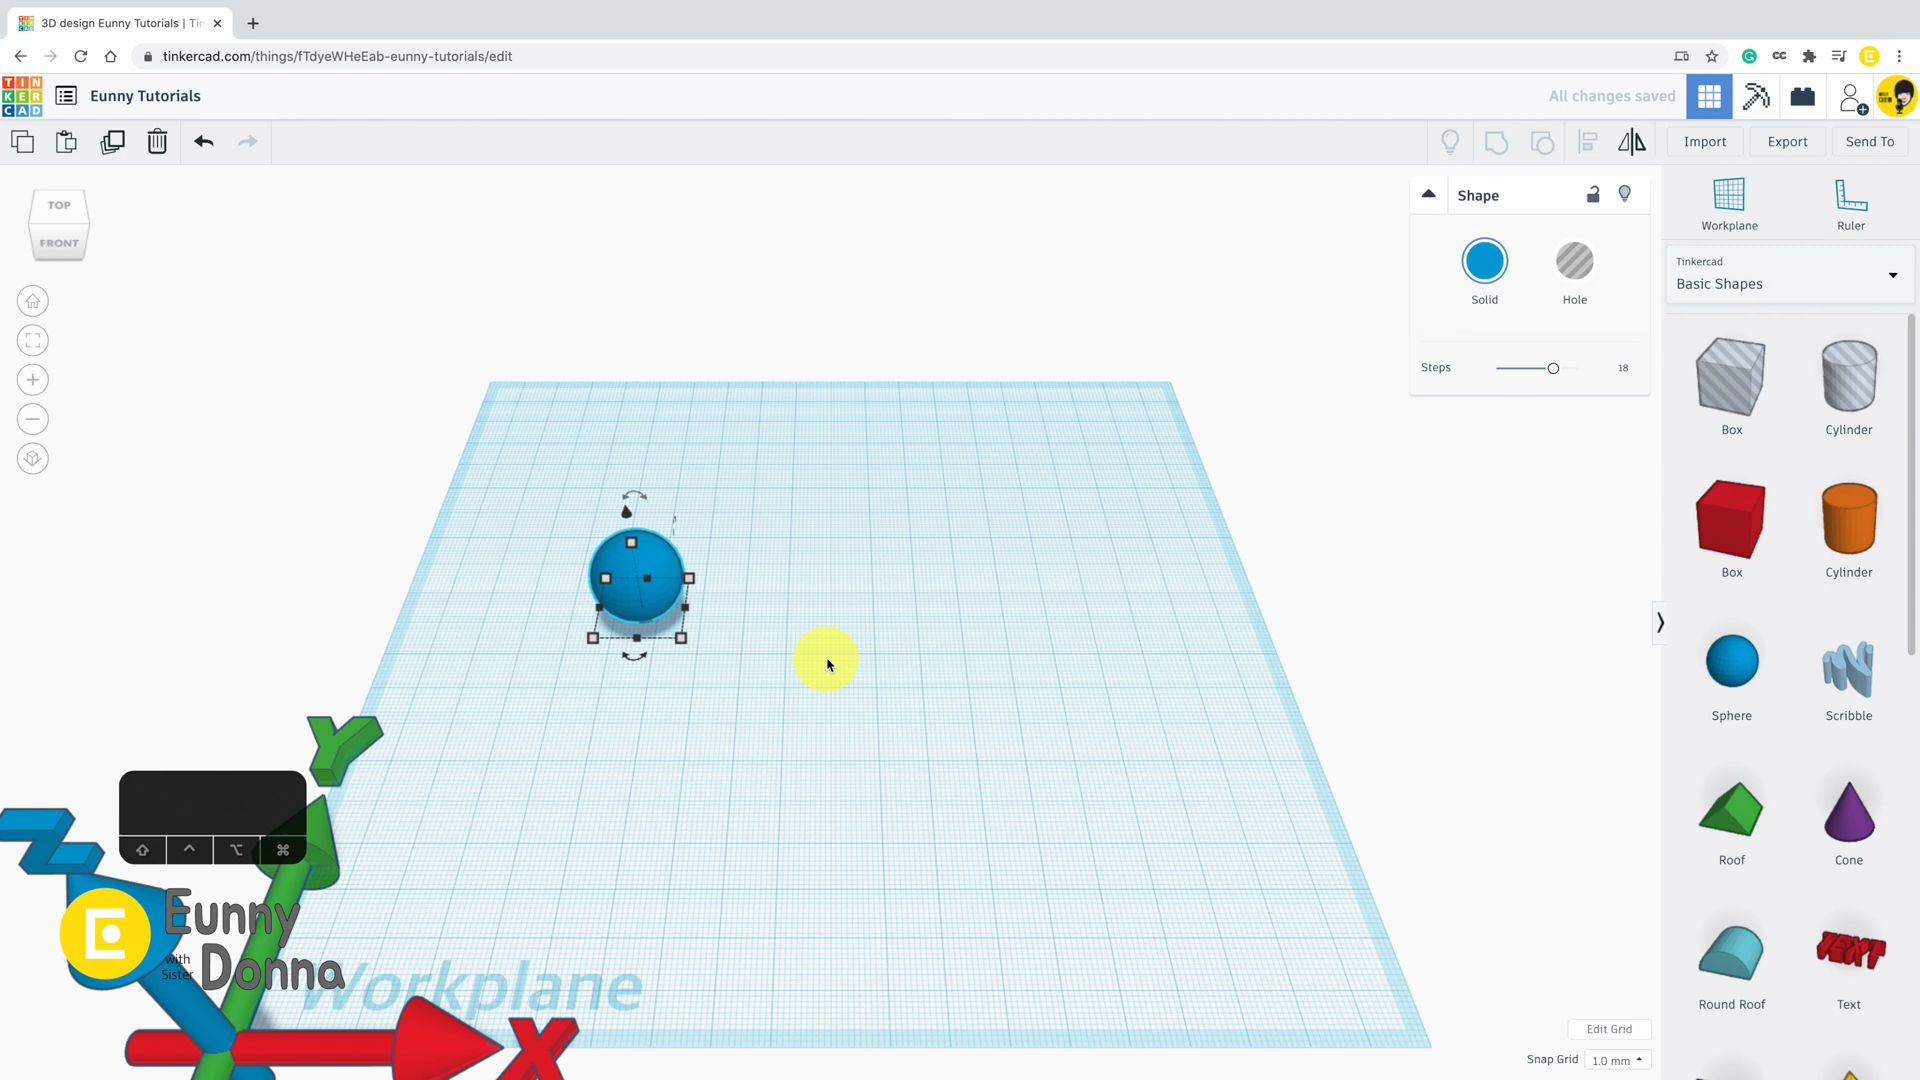 3D design Eunny Tutorials | Tin
tinkercad.com/things/fTdyeWHeEab-eunny-tutorials/edit
TIN
KER
CAD
Eunny Tutorials
All changes saved
Import
Export
Send To
TOP
FRONT
Shape
Solid
Hole
Steps
18
Workplane
Ruler
Tinkercad
Basic Shapes
Box
Cylinder
Box
Cylinder
Sphere
Scribble
Roof
Cone
Round Roof
TEXT
Text
Y
Z
X
Eunny
with
Sister
Donna
Workplane
Edit Grid
Snap Grid
1.0 mm